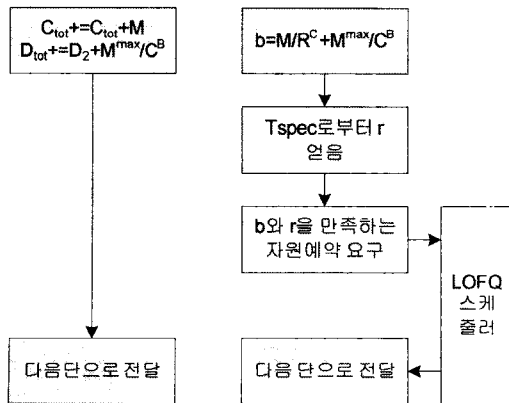 C_tot+=C_tot+M
D_tot+=D_2+M^max/C^B
b=M/R^C+M^max/C^B
Tspec로부터 r
얻음
b와 r을 만족하는
자원예약 요구
LOFQ
스케
줄러
다음단으로 전달
다음 단으로 전달